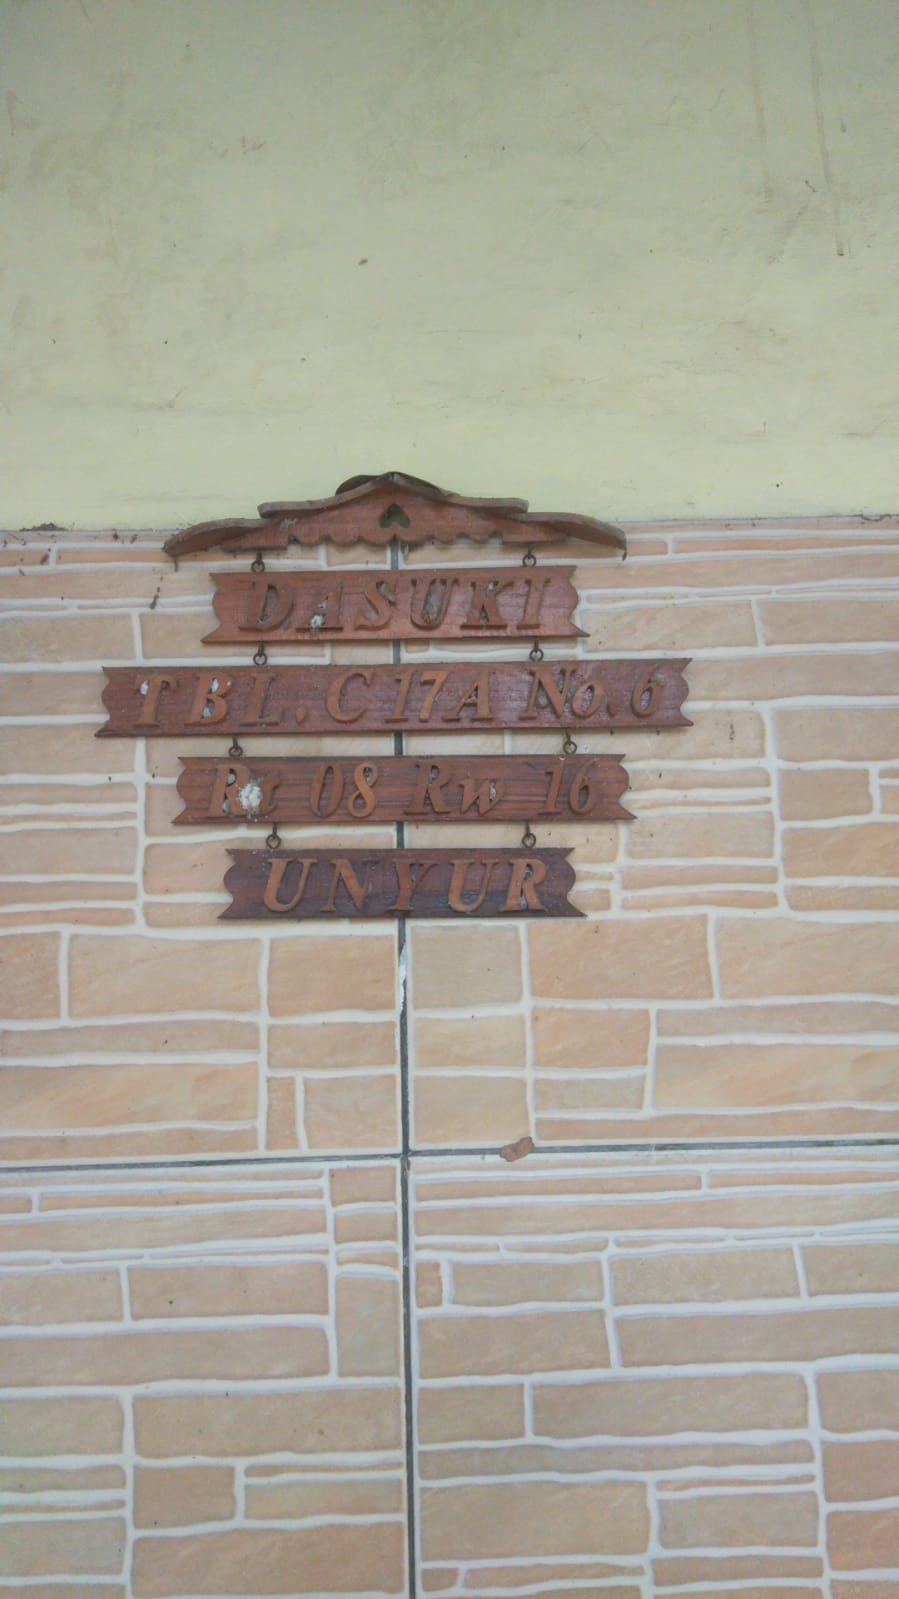 DASUKI
TBL. C 17A No. 6
Rt 08 Rw 16
UNYUR